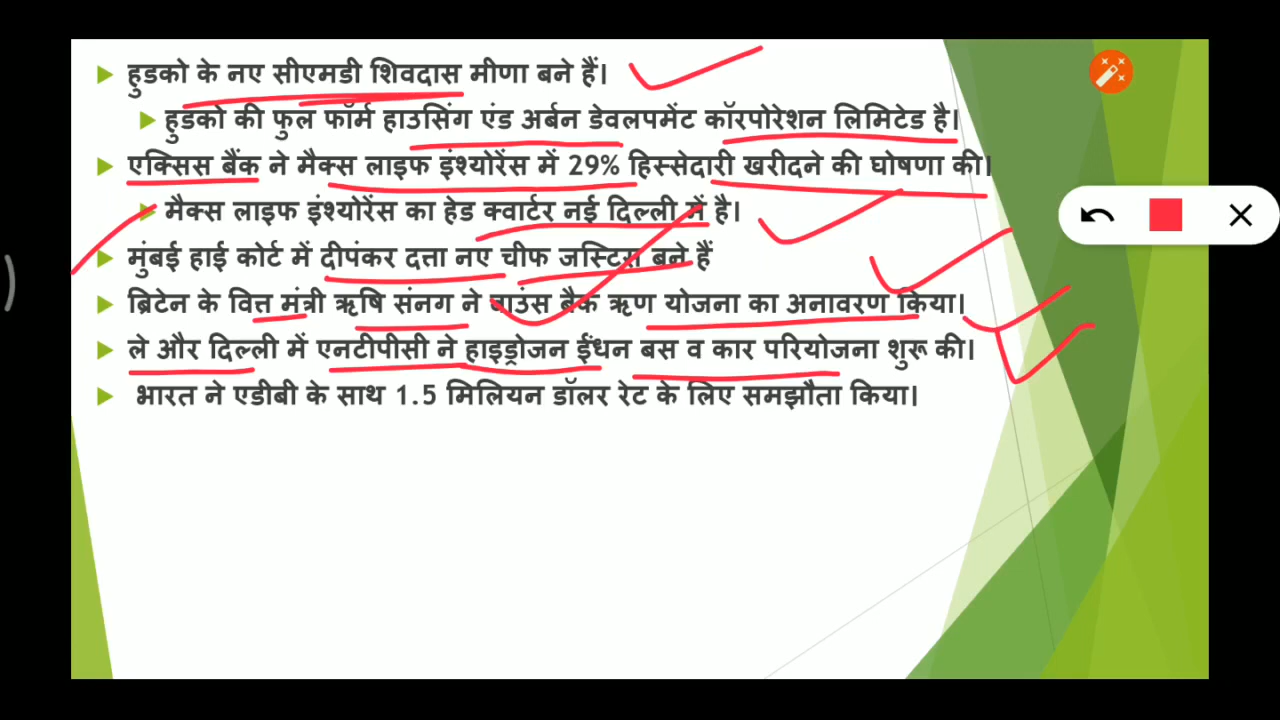 हुडको के नए सीएमडी शिवदास मीणा बने हैं।
हुडको की फुल फॉर्म हाउसिंग एंड अर्बन डेवलपमेंट कॉरपोरेशन लिमिटेड है।
एक्सिस बैंक ने मैक्स लाइफ इंश्योरेंस में 29% हिस्सेदारी खरीदने की घोषणा की।
मैक्स लाइफ इंश्योरेंस का हेड क्वार्टर नई दिल्ली में है।
मुंबई हाई कोर्ट में दीपंकर दत्ता नए चीफ जस्टिस बने हैं
ब्रिटेन के वित्त मंत्री ऋषि संनग ने बाउंस बैंक ऋण योजना का अनावरण किया।
ले और दिल्ली में एनटीपीसी ने हाइड्रोजन ईंधन बस व कार परियोजना शुरू की।
भारत ने एडीबी के साथ 1.5 मिलियन डॉलर रेट के लिए समझौता किया।